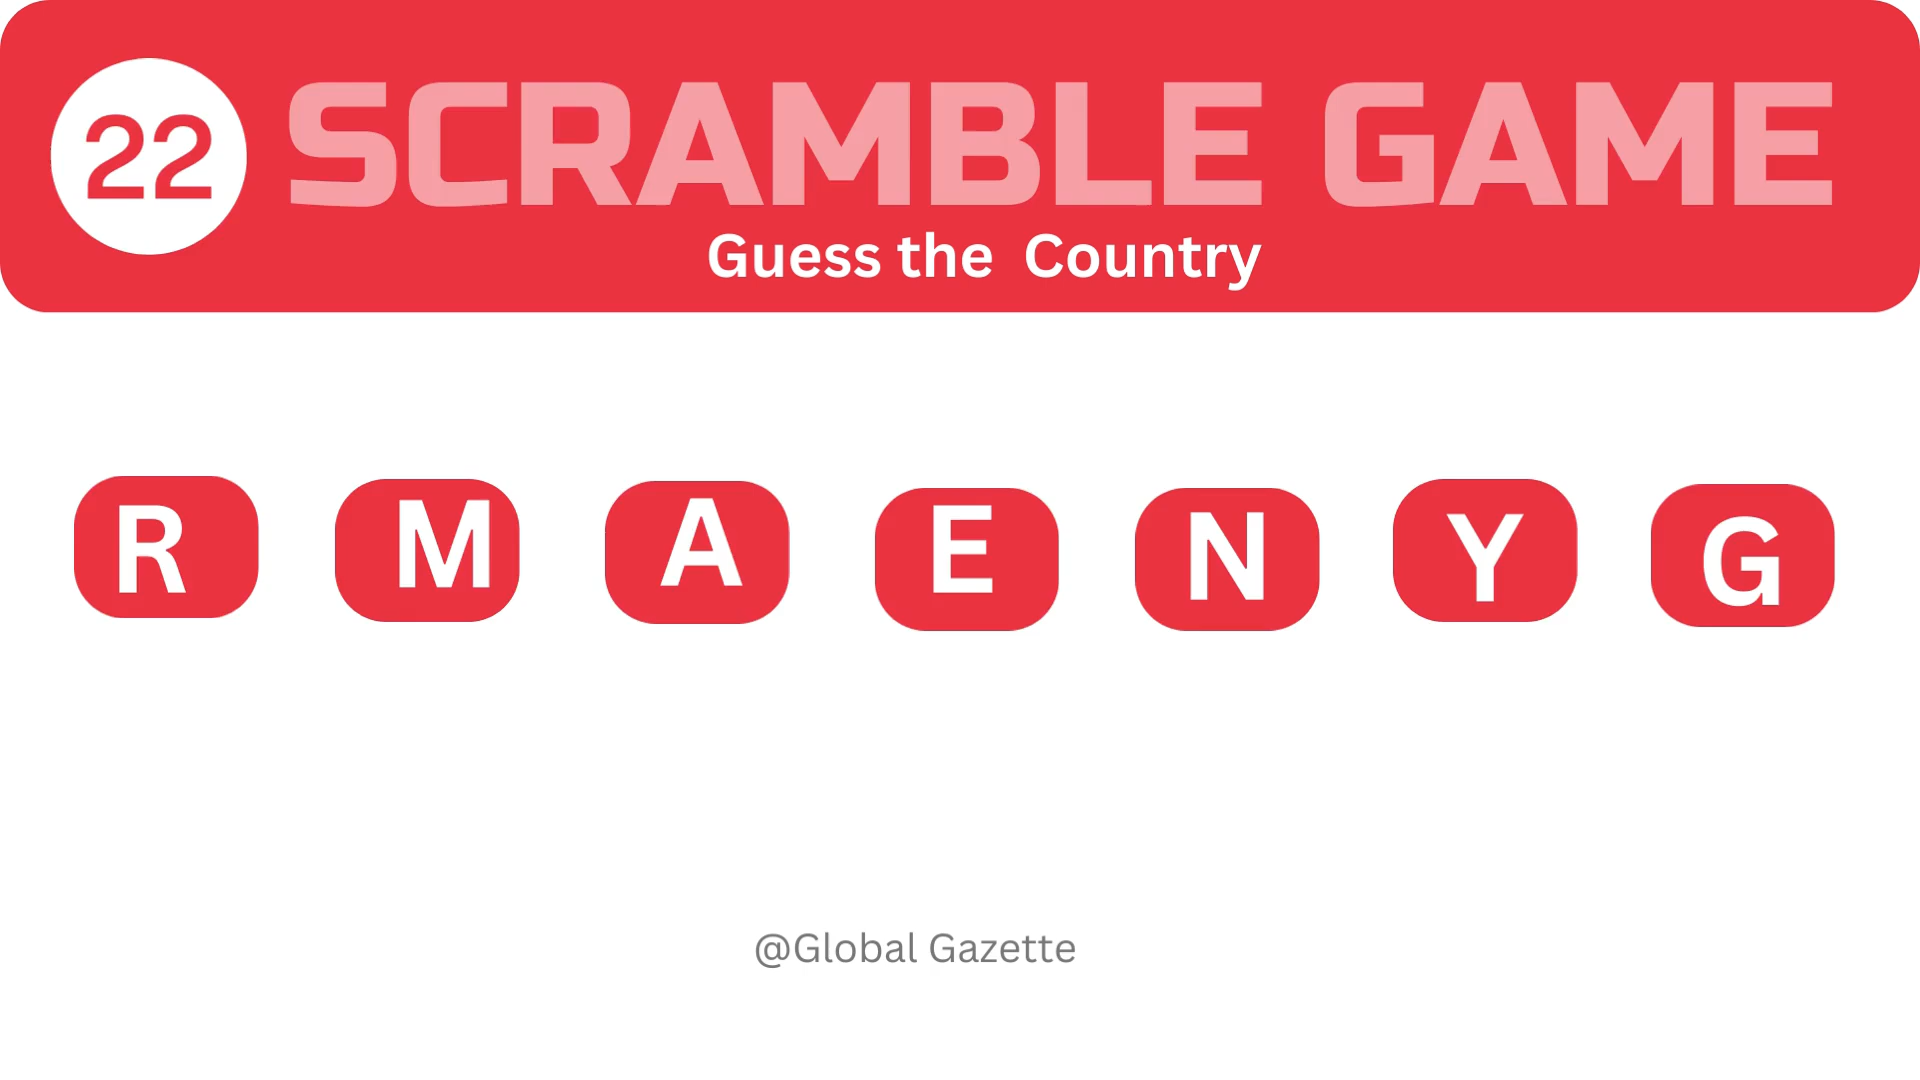 22
SCRAMBLE GAME
Guess the Country
R M A E N Y G
@Global Gazette